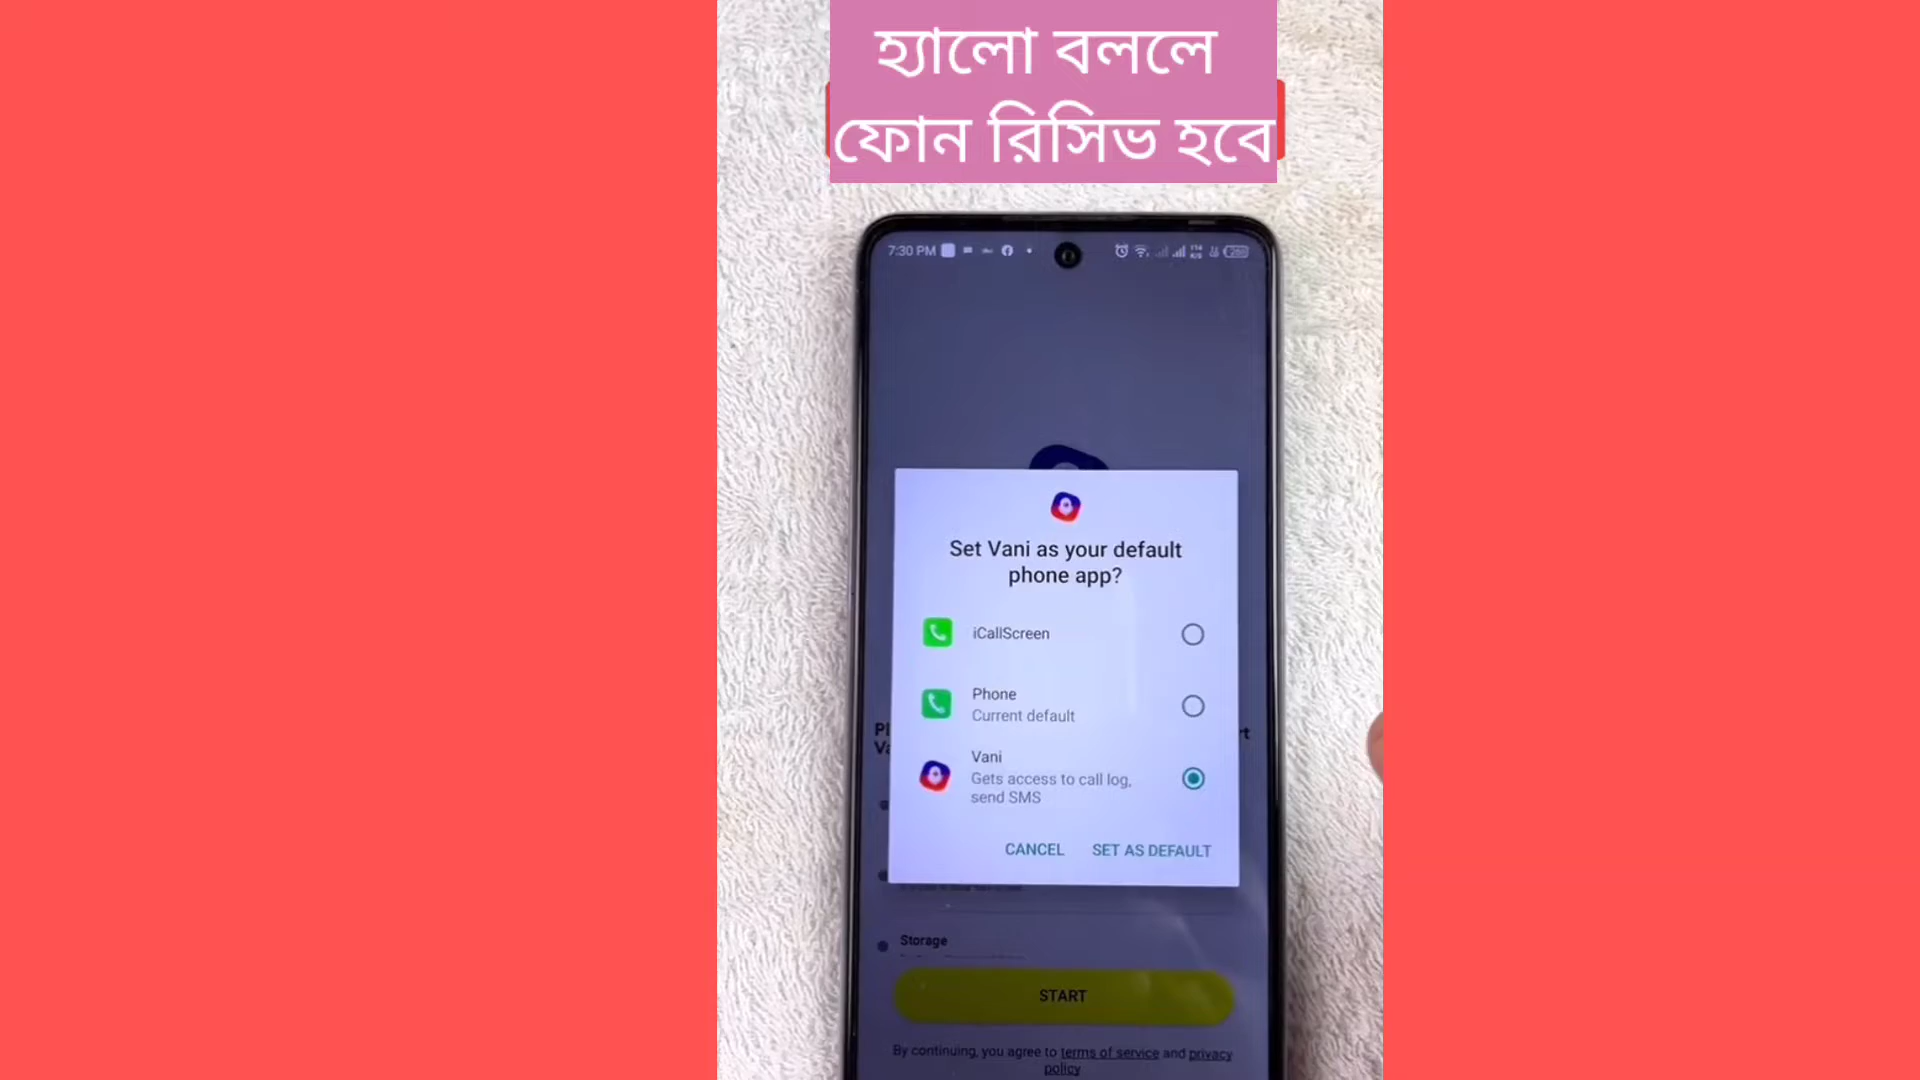 হ্যালো বললে
ফোন রিসিভ হবে
7:30 PM
Set Vani as your default
phone app?
iCallScreen
Phone
Current default
Vani
Gets access to call log,
send SMS
CANCEL SET AS DEFAULT
Storage
START
By continuing, you agree to terms of service and privacy
policy